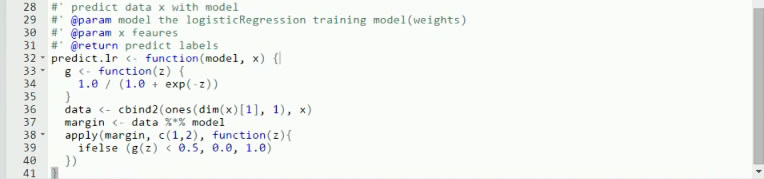 28 #' predict data x with model
29 #' @param model the logisticRegression training model(weights)
30 #' @param x feaures
31 #' @return predict labels
32 predict.lr <- function(model, x) {
33   g <- function(z) {
34     1.0 / (1.0 + exp(-z))
35   }
36   data <- cbind2(ones(dim(x)[1], 1), x)
37   margin <- data %*% model
38   apply(margin, c(1,2), function(z){
39     ifelse (g(z) < 0.5, 0.0, 1.0)
40   })
41 }